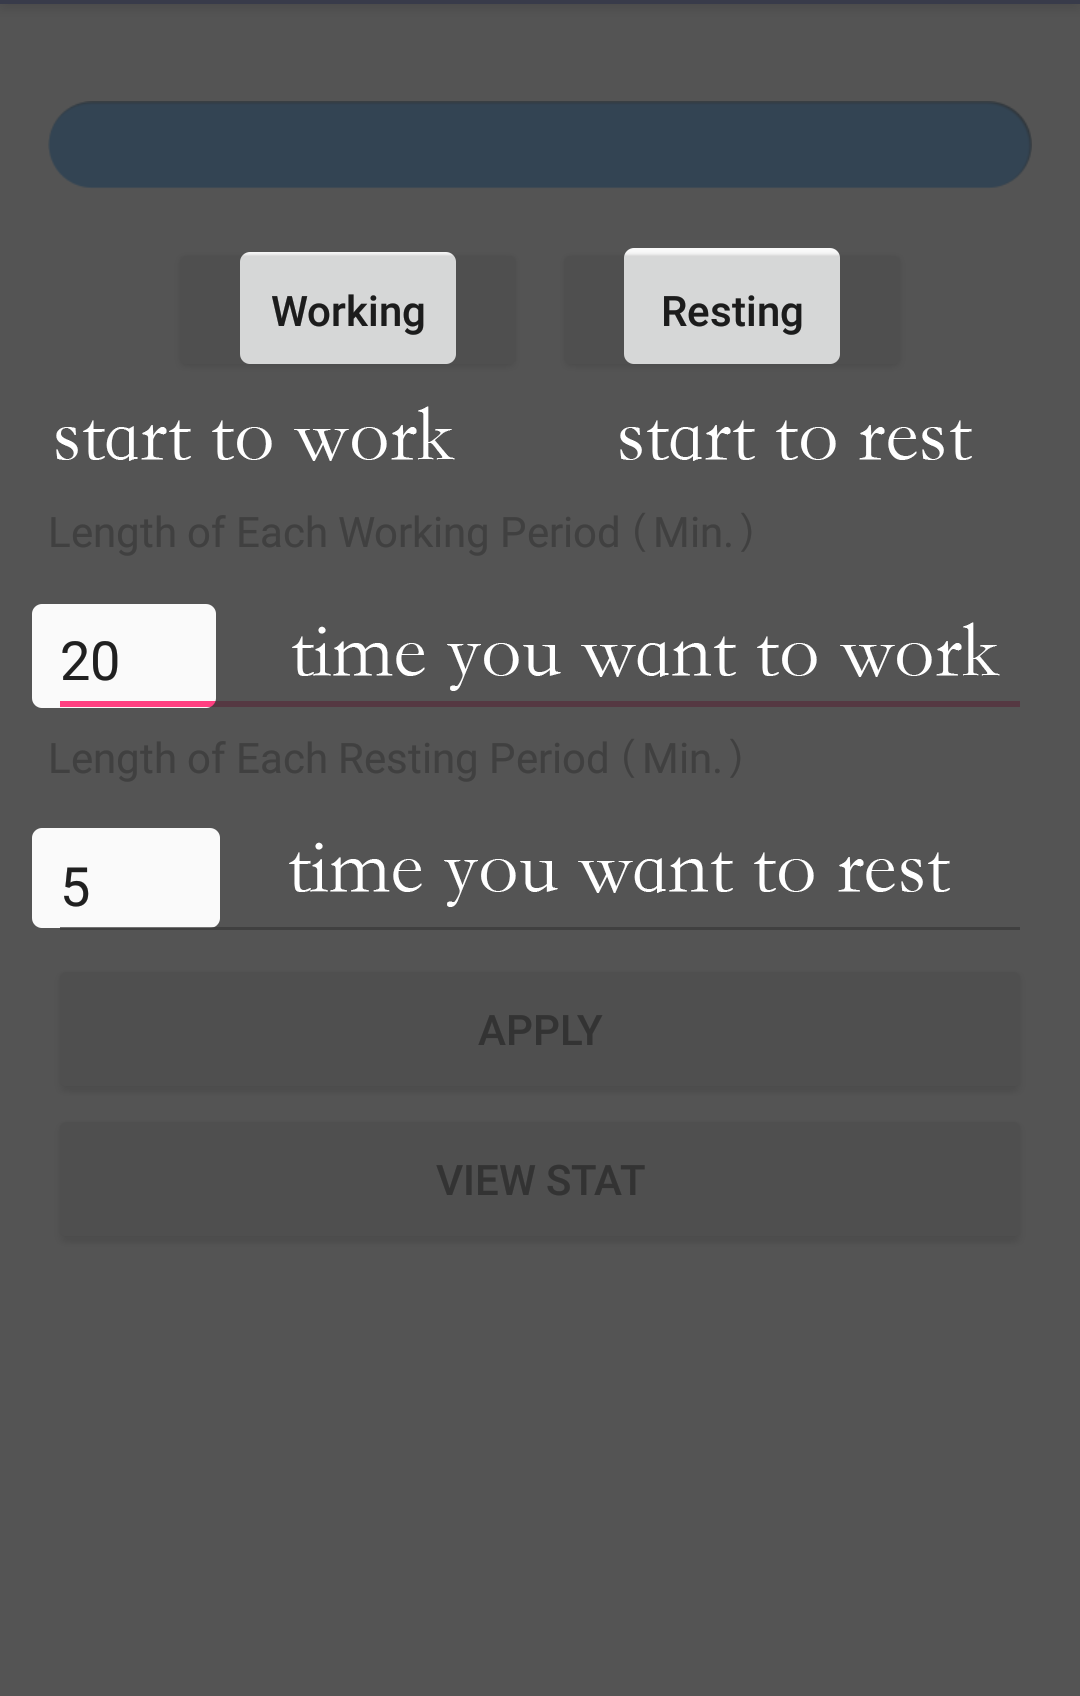 Working Resting
start to work start to rest
Length of Each Working Period (Min.)
20 time you want to work
Length of Each Resting Period (Min.)
5 time you want to rest
APPLY
VIEW STAT